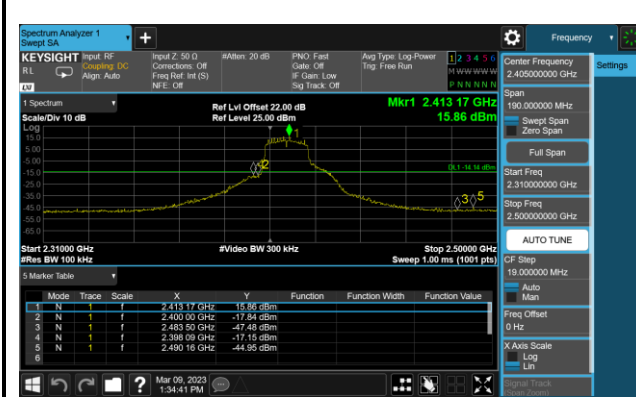 Spectrum Analyzer 1
Swept SA
Frequency
KEYSIGHT
RL
Input: RF
Coupling: DC
Align: Auto
Input Z: 50 Ω
Corrections: Off
Freq Ref: Int (S)
NFE: Off
#Atten: 20 dB
PNO: Fast
Gate: Off
IF Gain: Low
Sig Track: Off
Avg Type: Log-Power
Trig: Free Run
1 2 3 4 5 6
M W W W W W
P N N N N N
Center Frequency
2.405000000 GHz
Settings
Span
190.000000 MHz
Swept Span
Zero Span
Full Span
Start Freq
2.310000000 GHz
Stop Freq
2.500000000 GHz
AUTO TUNE
CF Step
19.000000 MHz
Auto
Man
Freq Offset
0 Hz
X Axis Scale
Log
Lin
Signal Track
(Span Zoom)
1 Spectrum
Scale/Div 10 dB
Ref Lvl Offset 22.00 dB
Ref Level 25.00 dBm
Mkr1 2.413 17 GHz
15.86 dBm
Log
15.0
5.00
-5.00
-15.0
-25.0
-35.0
-45.0
-55.0
-65.0
1
2
3
5
DL1 -14.14 dBm
Start 2.31000 GHz
#Res BW 100 kHz
#Video BW 300 kHz
Stop 2.50000 GHz
Sweep 1.00 ms (1001 pts)
5 Marker Table
Mode Trace Scale X Y Function Function Width Function Value
1 N 1 f 2.413 17 GHz 15.86 dBm
2 N 1 f 2.400 00 GHz -17.84 dBm
3 N 1 f 2.483 50 GHz -47.48 dBm
4 N 1 f 2.398 09 GHz -17.15 dBm
5 N 1 f 2.490 16 GHz -44.95 dBm
6
?
Mar 09, 2023
1:34:41 PM